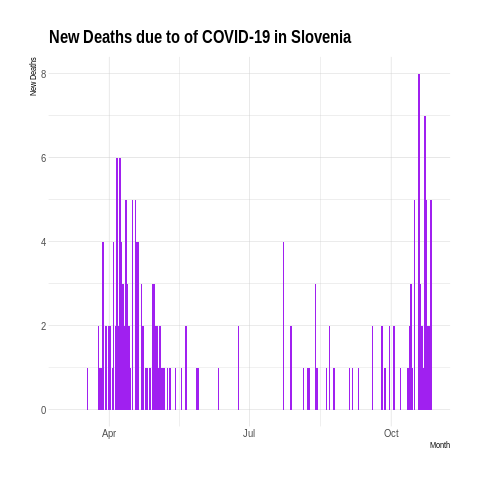 New Deaths due to of COVID-19 in Slovenia
New Deaths
8
6
4
2
0
Apr
Jul
Oct
Month